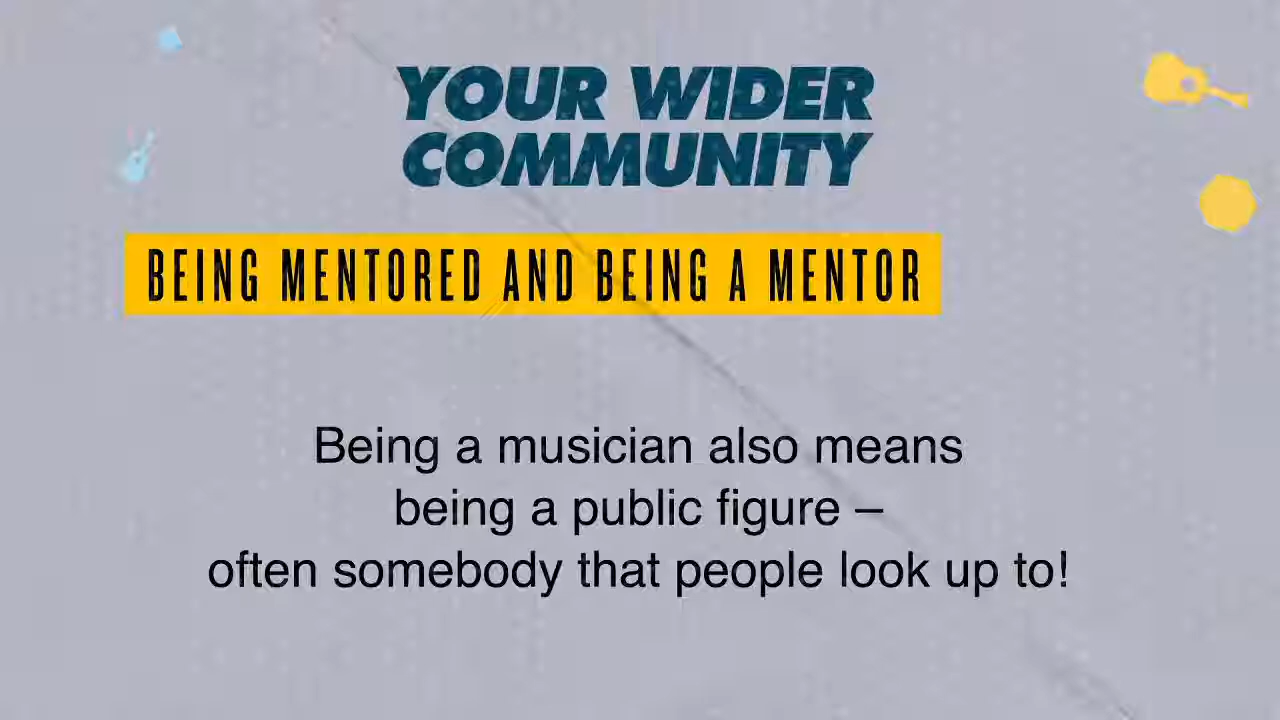 YOUR WIDER
COMMUNITY
BEING MENTORED AND BEING A MENTOR
Being a musician also means
being a public figure –
often somebody that people look up to!